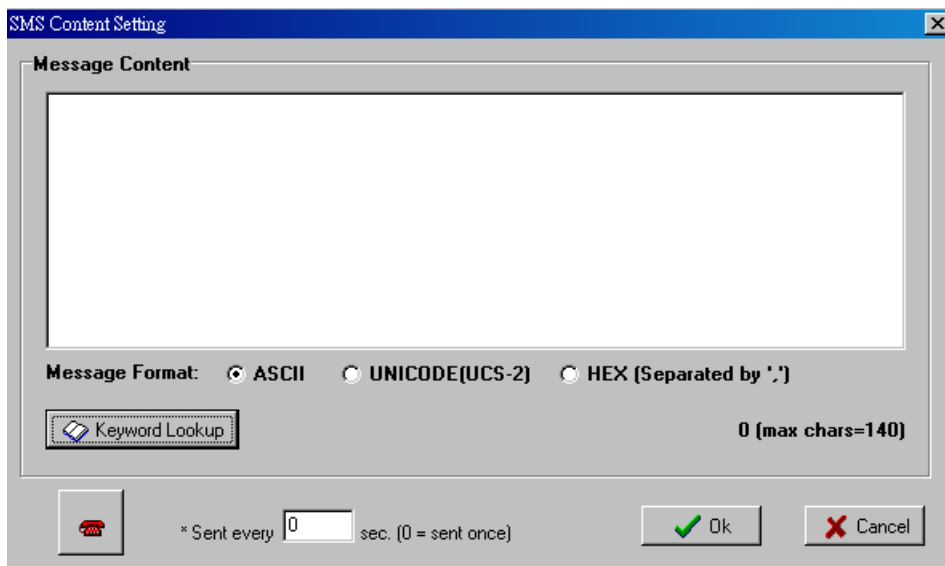 SMS Content Setting
Message Content
Message Format: ASCII UNICODE(UCS-2) HEX (Separated by ',')
Keyword Lookup 0 (max chars=140)
* Sent every 0 sec. (0 = sent once) Ok Cancel